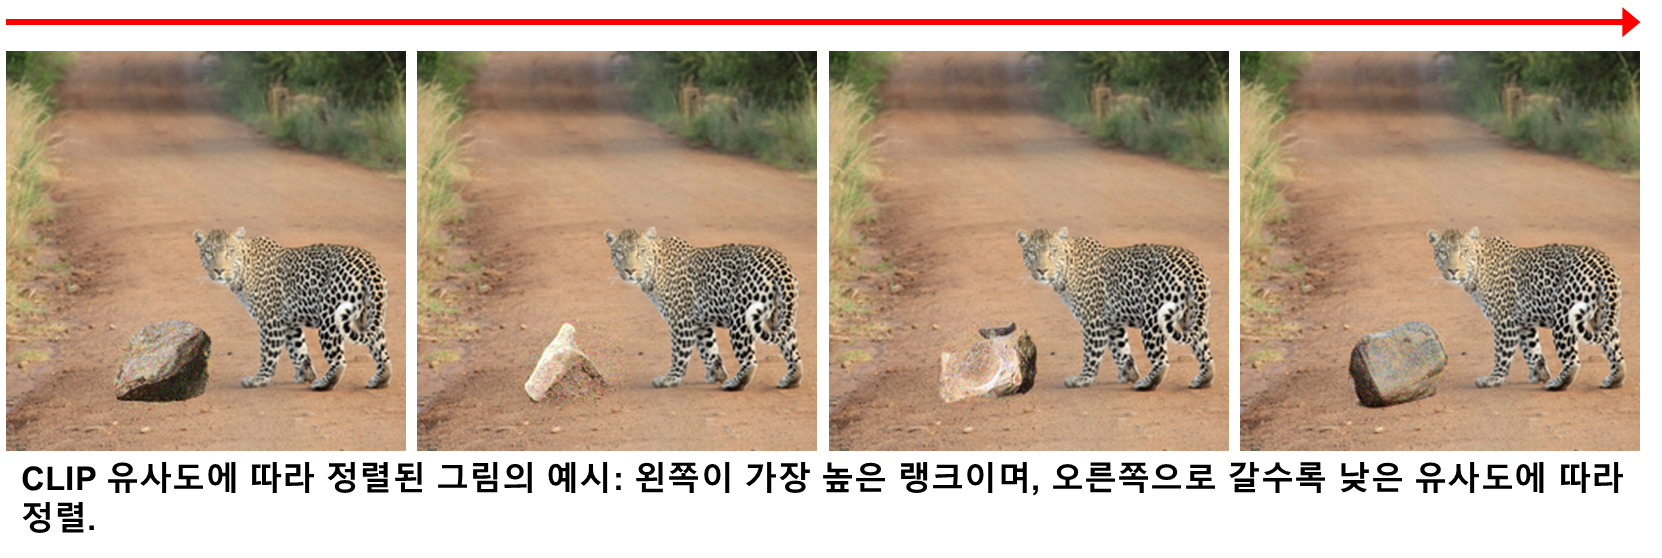 CLIP 유사도에 따라 정렬된 그림의 예시: 왼쪽이 가장 높은 랭크이며, 오른쪽으로 갈수록 낮은 유사도에 따라
정렬.